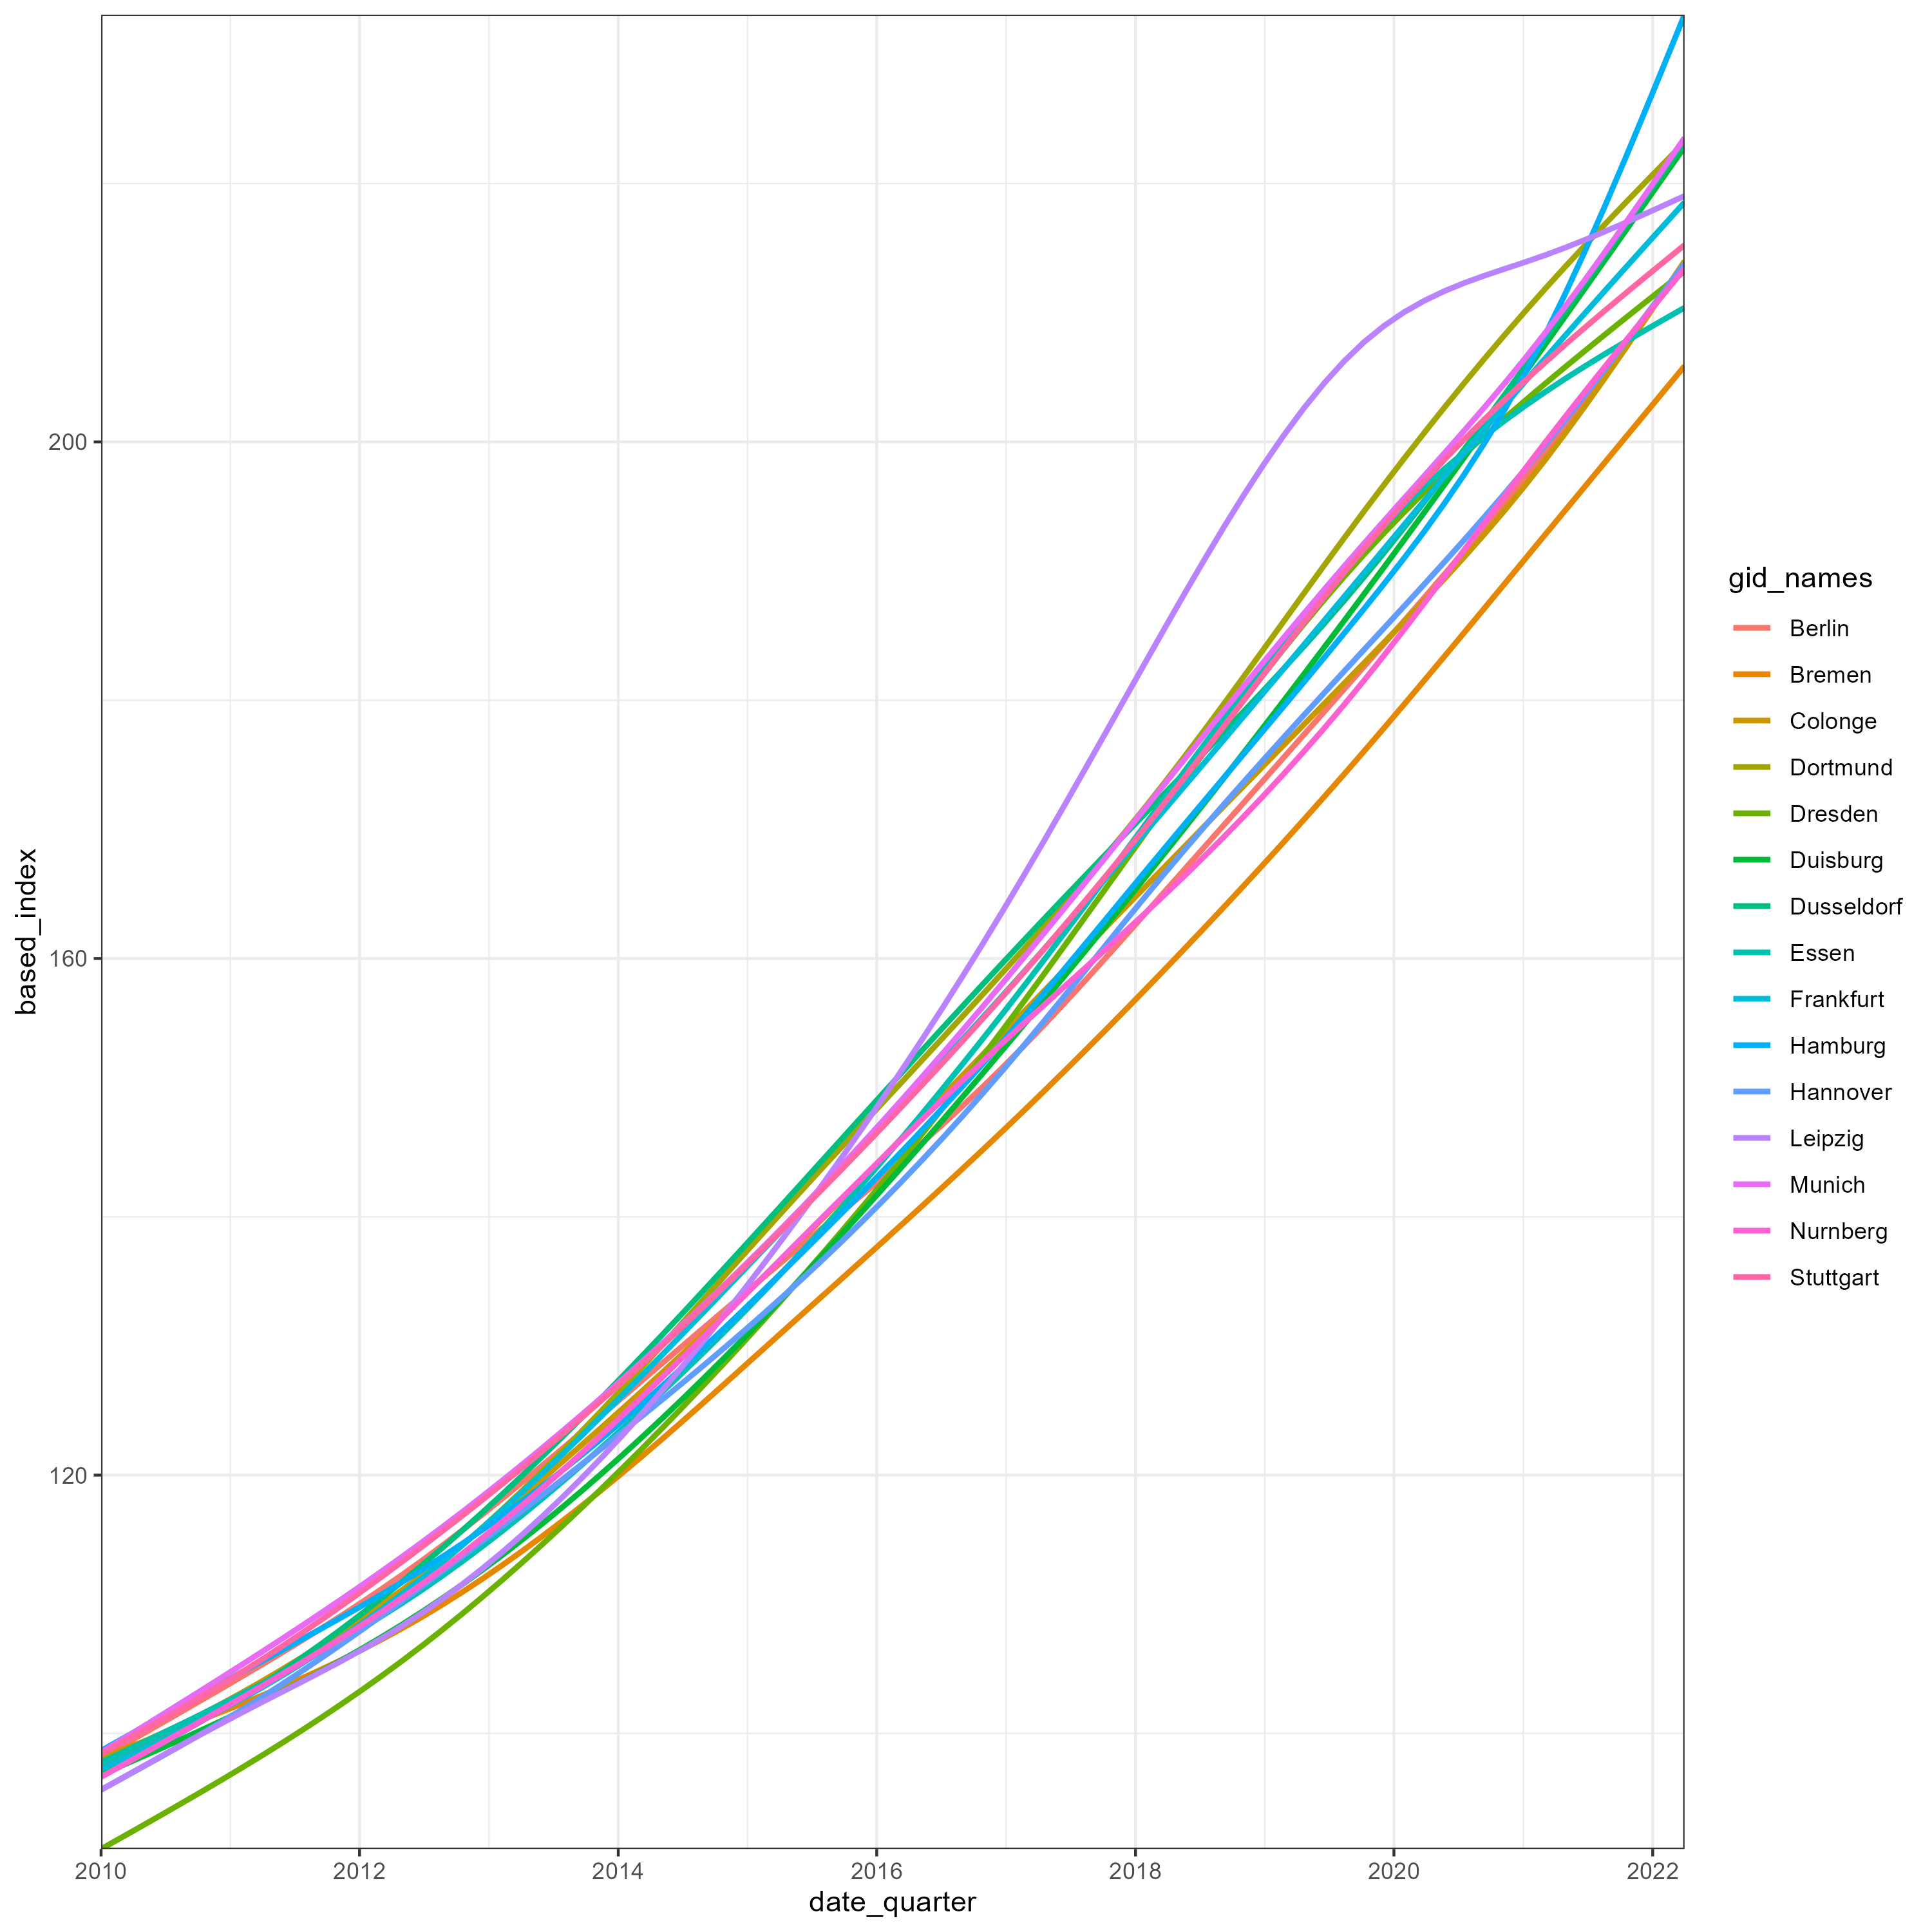 200
160
120
based_index
2010
2012
2014
2016
2018
2020
2022
date_quarter
gid_names
Berlin
Bremen
Colonge
Dortmund
Dresden
Duisburg
Dusseldorf
Essen
Frankfurt
Hamburg
Hannover
Leipzig
Munich
Nurnberg
Stuttgart